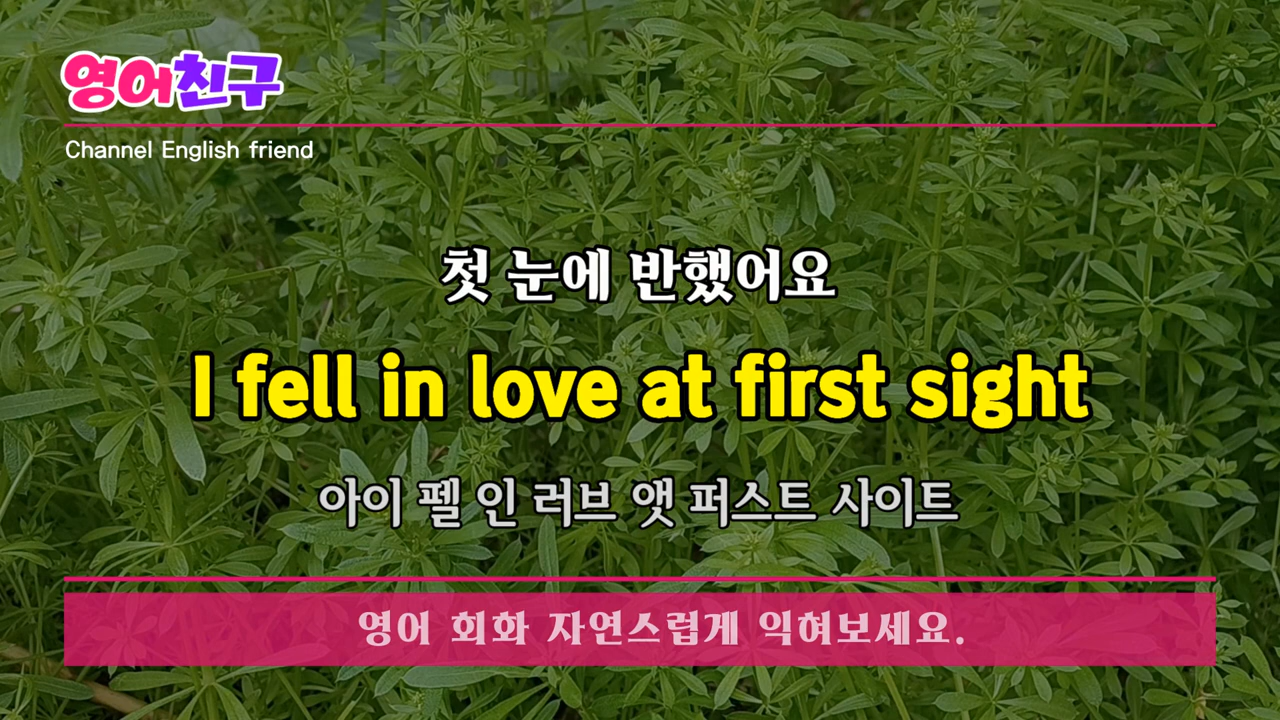 영어친구
Channel English friend
첫 눈에 반했어요
I fell in love at first sight
아이 펠 인 러브 앳 퍼스트 사이트
영어 회화 자연스럽게 익혀보세요.